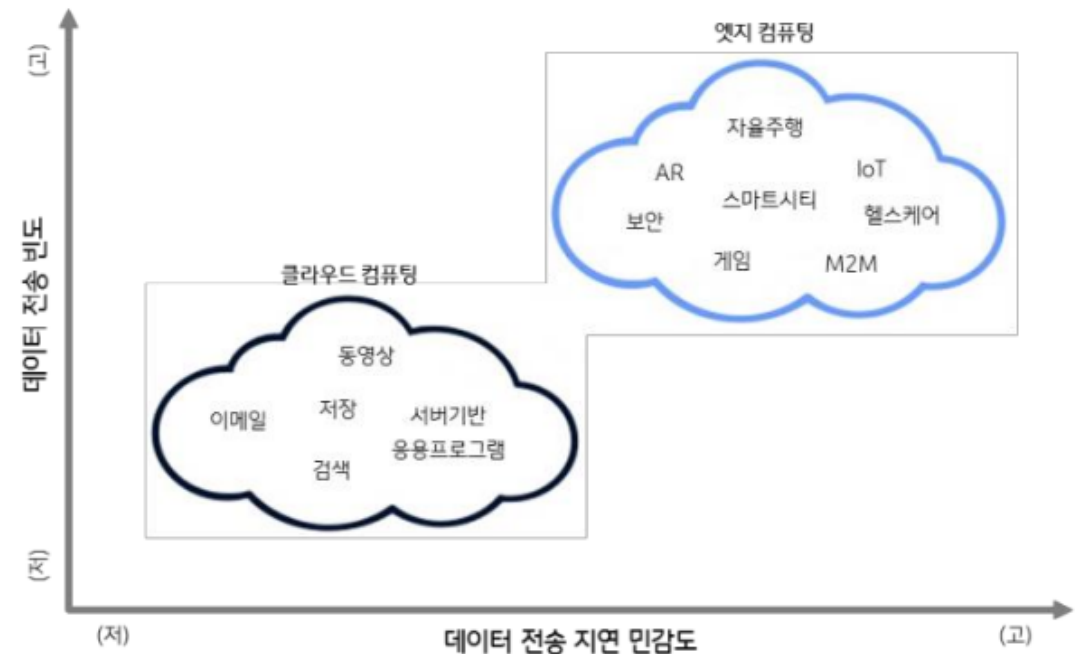 엣지 컴퓨팅
(고)
자율주행
AR
IoT
스마트시티
헬스케어
보안
게임
M2M
데이터 전송 빈도
클라우드 컴퓨팅
동영상
이메일
저장
서버기반
응용프로그램
검색
(저)
(저)
데이터 전송 지연 민감도
(고)